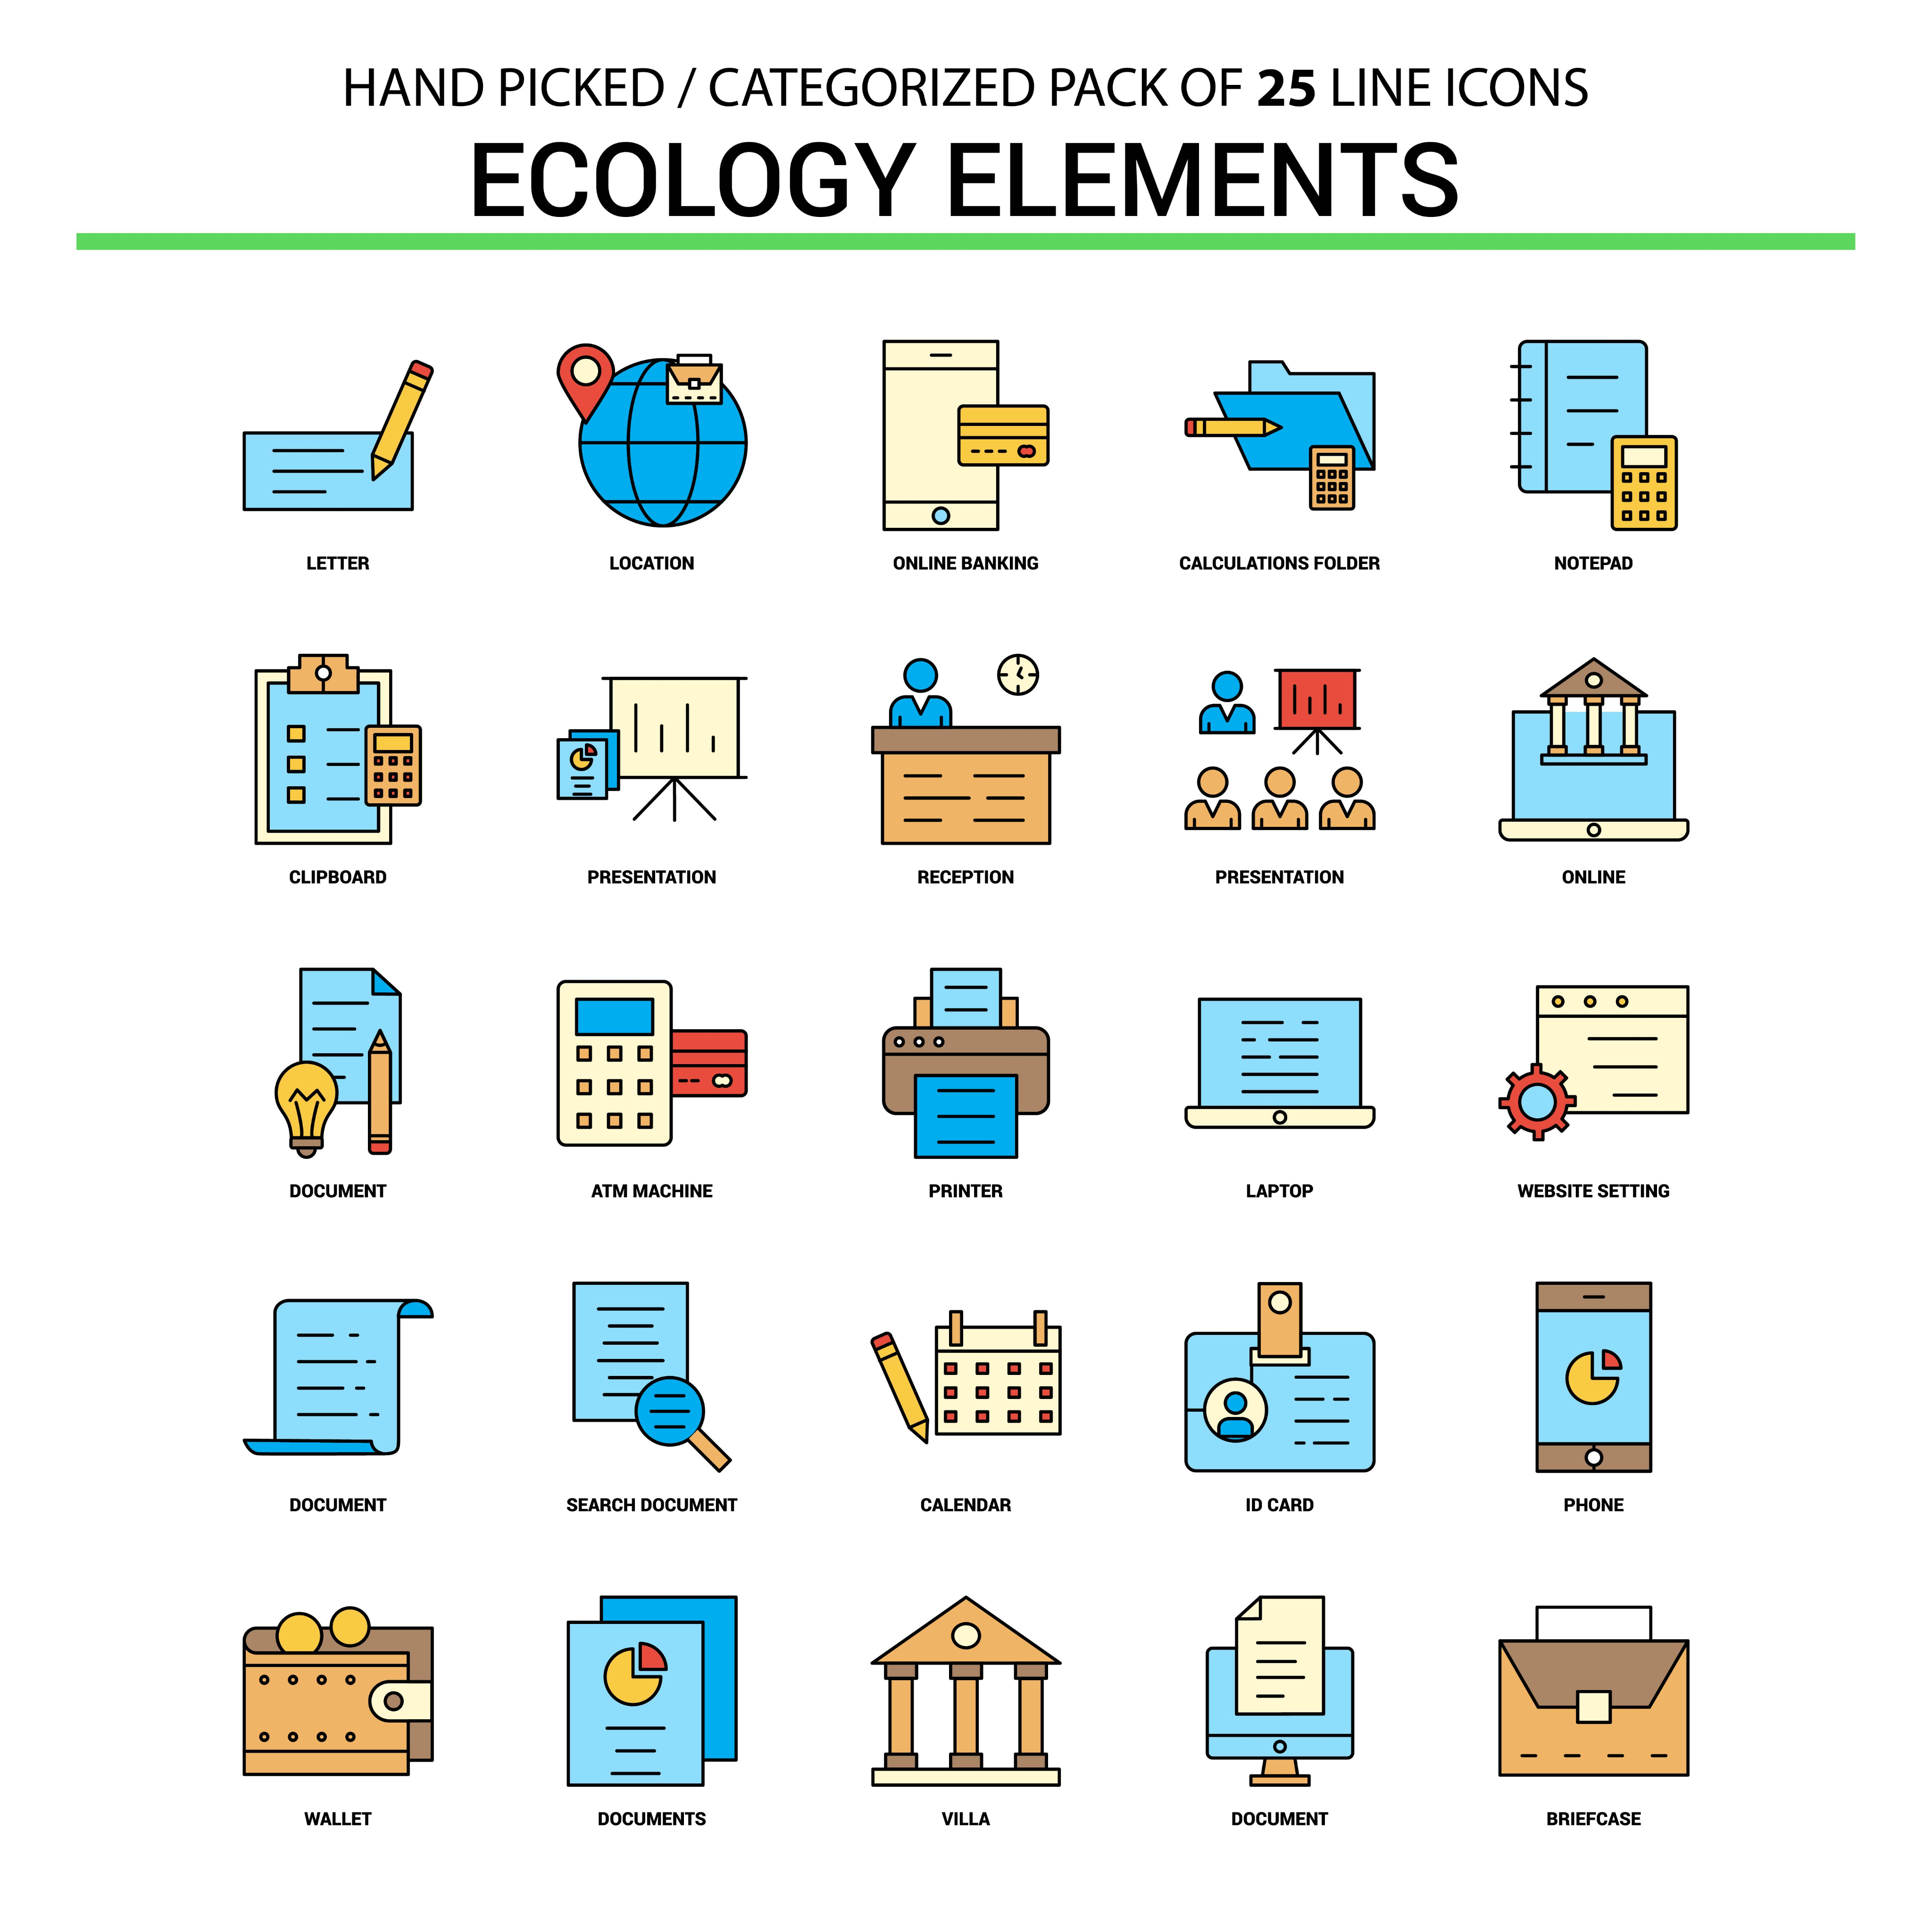 HAND PICKED / CATEGORIZED PACK OF 25 LINE ICONS
ECOLOGY ELEMENTS
LETTER
LOCATION
ONLINE BANKING
CALCULATIONS FOLDER
NOTEPAD
CLIPBOARD
PRESENTATION
RECEPTION
PRESENTATION
ONLINE
DOCUMENT
ATM MACHINE
PRINTER
LAPTOP
WEBSITE SETTING
DOCUMENT
SEARCH DOCUMENT
CALENDAR
ID CARD
PHONE
WALLET
DOCUMENTS
VILLA
DOCUMENT
BRIEFCASE